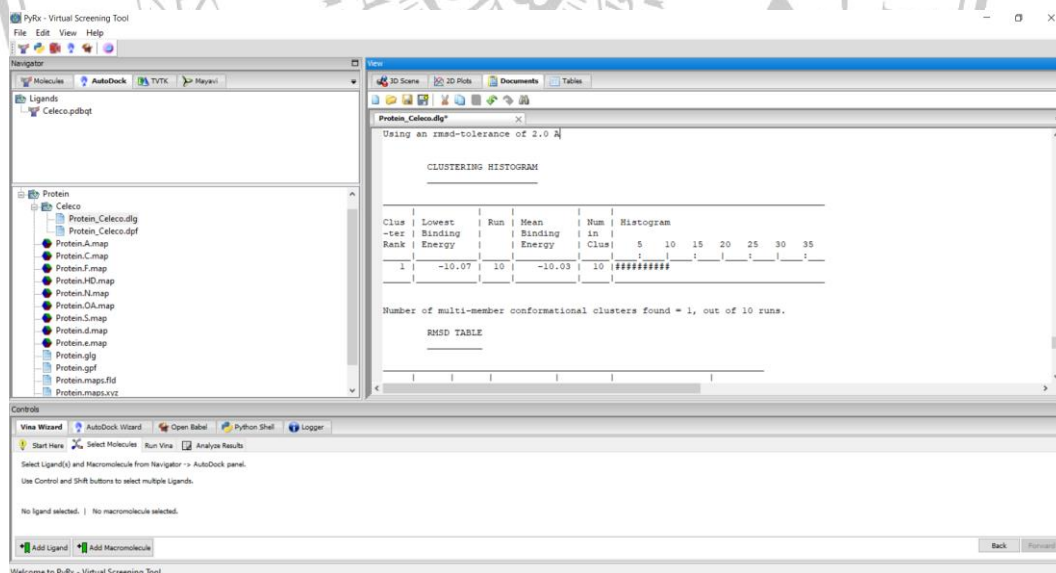 PyRx - Virtual Screening Tool
File Edit View Help
Navigator
Molecules AutoDock TVTK Mayavi
Ligands
Celeco.pdbqt
Protein
Celeco
Protein_Celeco.dlg
Protein_Celeco.dpf
Protein.A.map
Protein.C.map
Protein.F.map
Protein.HD.map
Protein.N.map
Protein.OA.map
Protein.S.map
Protein.d.map
Protein.e.map
Protein.glg
Protein.gpf
Protein.maps.fld
Protein.maps.xyz
View
3D Scene 2D Plots Documents Tables
Protein_Celeco.dlg*
Using an rmsd-tolerance of 2.0 A
CLUSTERING HISTOGRAM
Clus | Lowest | Run | Mean | Num | Histogram
-ter | Binding | | Binding | in |
Rank | Energy | | Energy | Clus| 5 10 15 20 25 30 35
1 | -10.07 | 10 | -10.03 | 10 |##########
Number of multi-member conformational clusters found = 1, out of 10 runs.
RMSD TABLE
Controls
Vina Wizard AutoDock Wizard Open Babel Python Shell Logger
Start Here Select Molecules Run Vina Analyze Results
Select Ligand(s) and Macromolecule from Navigator -> AutoDock panel.
Use Control and Shift buttons to select multiple Ligands.
No ligand selected. | No macromolecule selected.
Add Ligand Add Macromolecule
Back Forward
Welcome to PyRx - Virtual Screening Tool